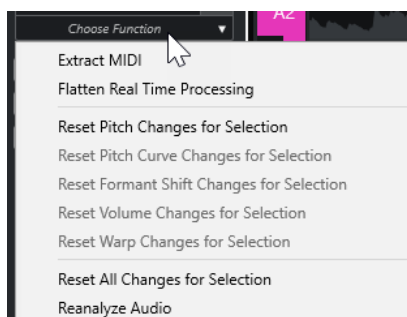 Choose Function
A2
Extract MIDI
Flatten Real Time Processing
Reset Pitch Changes for Selection
Reset Pitch Curve Changes for Selection
Reset Formant Shift Changes for Selection
Reset Volume Changes for Selection
Reset Warp Changes for Selection
Reset All Changes for Selection
Reanalyze Audio